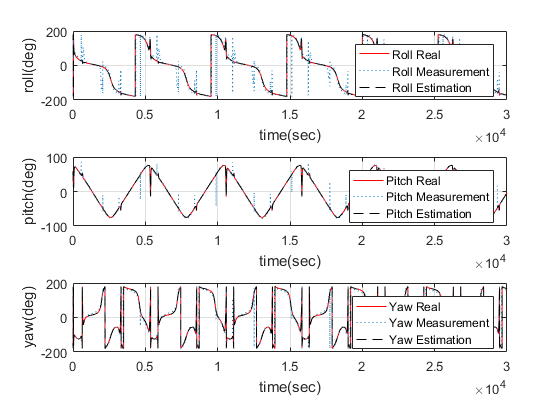 roll(deg)
200
0
-200
Roll Real
Roll Measurement
Roll Estimation
0 0.5 1 1.5 2 2.5 3
time(sec)
×10^4
pitch(deg)
100
0
-100
Pitch Real
Pitch Measurement
Pitch Estimation
0 0.5 1 1.5 2 2.5 3
time(sec)
×10^4
yaw(deg)
200
0
-200
Yaw Real
Yaw Measurement
Yaw Estimation
0 0.5 1 1.5 2 2.5 3
time(sec)
×10^4